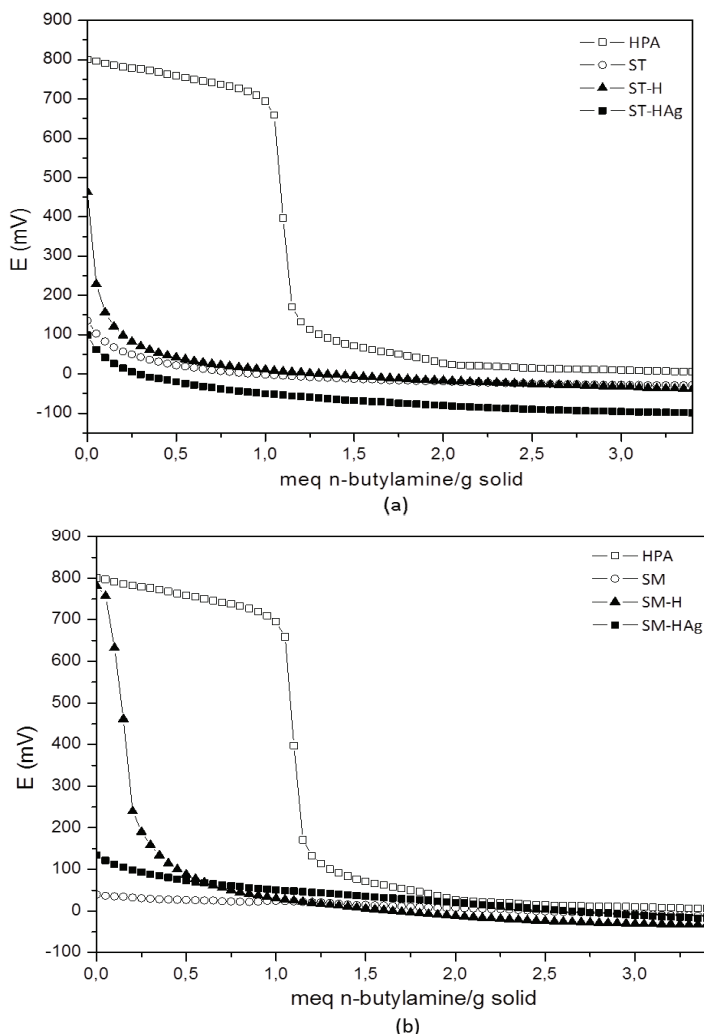 900
800
700
600
500
400
300
200
100
0
-100
E (mV)
HPA
ST
ST-H
ST-HAg
0,0 0,5 1,0 1,5 2,0 2,5 3,0
meq n-butylamine/g solid
(a)
900
800
700
600
500
400
300
200
100
0
-100
E (mV)
HPA
SM
SM-H
SM-HAg
0,0 0,5 1,0 1,5 2,0 2,5 3,0
meq n-butylamine/g solid
(b)